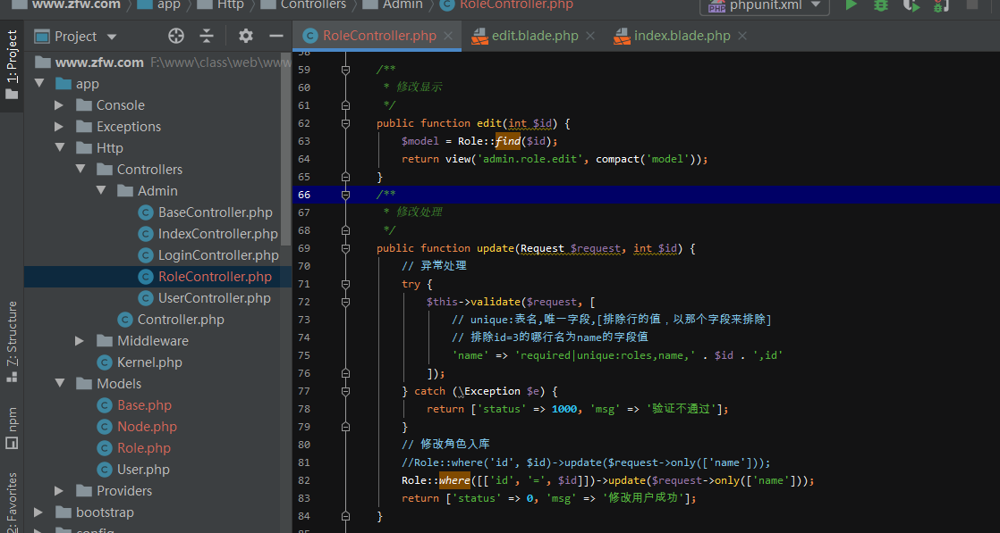 www.zfw.com 〉 app 〉 Http 〉 Controllers 〉 Admin 〉 RoleController.php
phpunit.xml
1: Project
Z: Structure
npm
2: Favorites
Project
www.zfw.com F:\www\class\web\www
app
Console
Exceptions
Http
Controllers
Admin
BaseController.php
IndexController.php
LoginController.php
RoleController.php
UserController.php
Controller.php
Middleware
Kernel.php
Models
Base.php
Node.php
Role.php
User.php
Providers
bootstrap
config
RoleController.php
edit.blade.php
index.blade.php
58
59 /**
60 * 修改显示
61 */
62 public function edit(int $id) {
63 $model = Role::find($id);
64 return view('admin.role.edit', compact('model'));
65 }
66 /**
67 * 修改处理
68 */
69 public function update(Request $request, int $id) {
70 // 异常处理
71 try {
72 $this->validate($request, [
73 // unique:表名,唯一字段,[排除行的值，以那个字段来排除]
74 // 排除id=3的哪行名为name的字段值
75 'name' => 'required|unique:roles,name,' . $id . ',id'
76 ]);
77 } catch (\Exception $e) {
78 return ['status' => 1000, 'msg' => '验证不通过'];
79 }
80 // 修改角色入库
81 //Role::where('id', $id)->update($request->only(['name']));
82 Role::where([['id', '=', $id]])->update($request->only(['name']));
83 return ['status' => 0, 'msg' => '修改用户成功'];
84 }